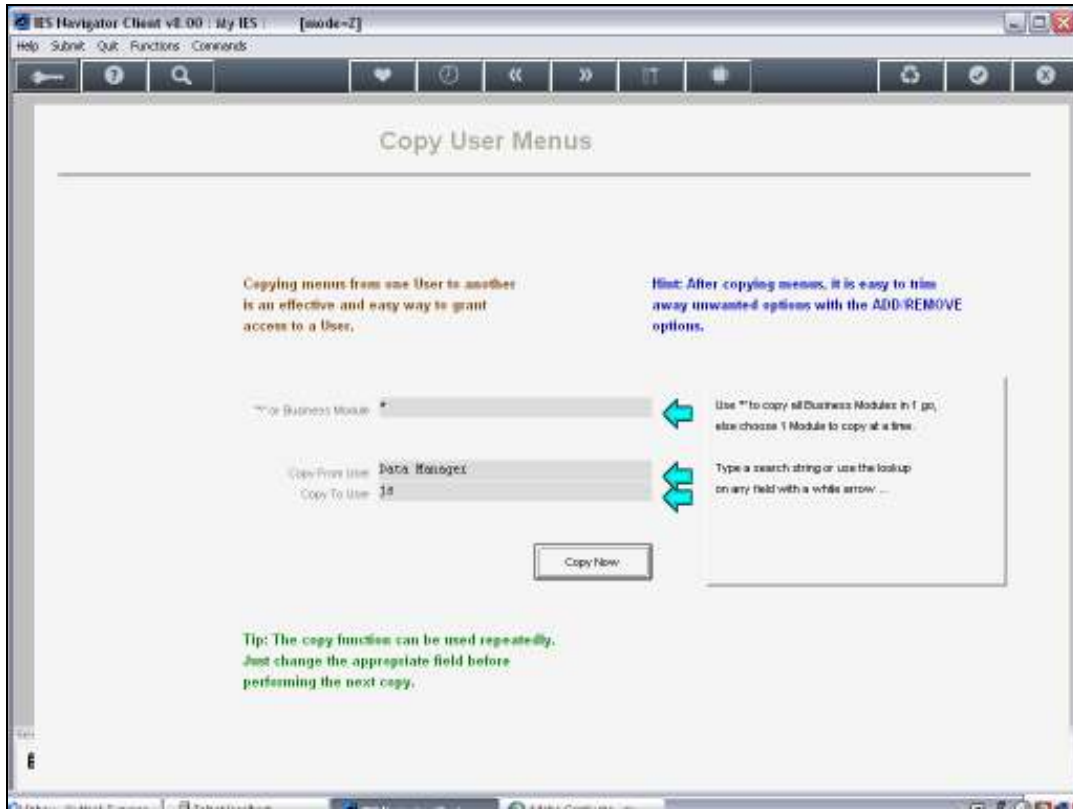 IES Navigator Client v8.00 : My IES : [mode=Z]
Help Submit Quit Functions Commands
Copy User Menus
Copying menus from one User to another
is an effective and easy way to grant
access to a User.
Hint: After copying menus, it is easy to trim
away unwanted options with the ADD/REMOVE
options.
'*' or Business Module *
Use '*' to copy all Business Modules in 1 go,
else choose 1 Module to copy at a time.
Copy From User Data Manager
Copy To User
Type a search string or use the lookup
on any field with a while arrow ...
Copy Now
Tip: The copy function can be used repeatedly.
Just change the appropriate field before
performing the next copy.